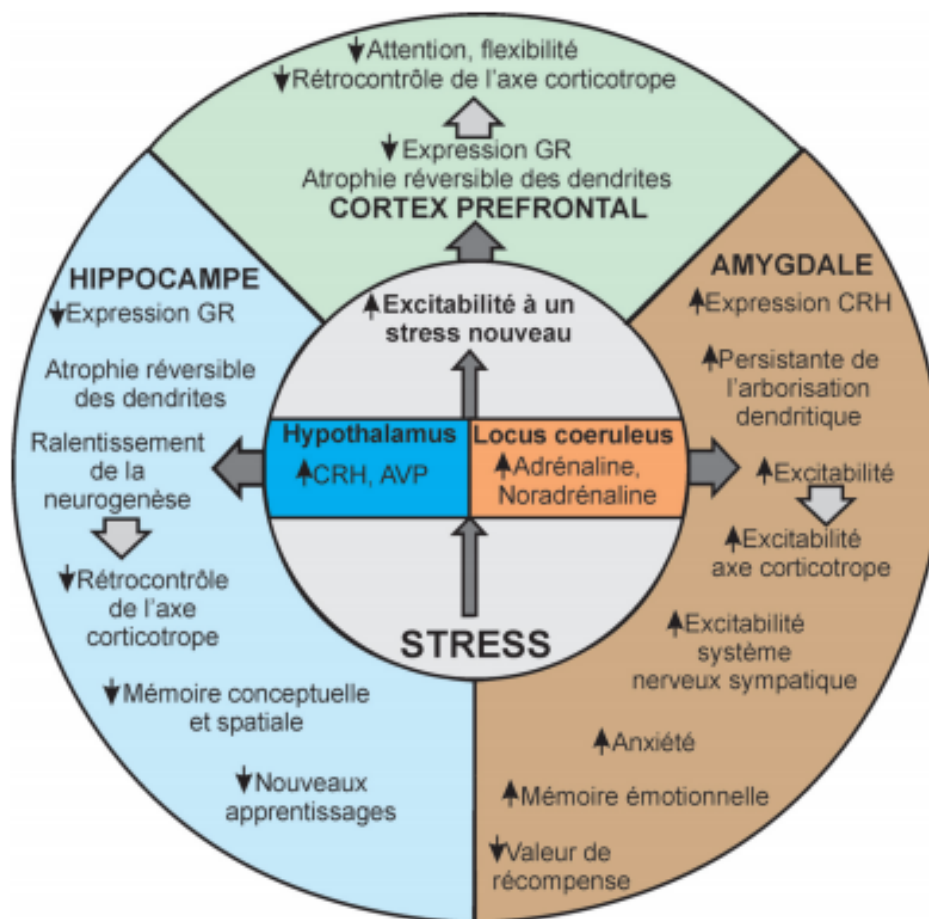 ↓Attention, flexibilité
↓Rétrocontrôle de l'axe corticotrope
↓Expression GR
Atrophie réversible des dendrites
CORTEX PREFRONTAL
HIPPOCAMPE
↓Expression GR
Atrophie réversible
des dendrites
Ralentissement
de la
neurogenèse
↓Rétrocontrôle
de l'axe
corticotrope
↓Mémoire conceptuelle
et spatiale
↓Nouveaux
apprentissages
↑Excitabilité à un
stress nouveau
Hypothalamus
↑CRH, AVP
Locus coeruleus
↑Adrénaline,
Noradrénaline
STRESS
AMYGDALE
↑Expression CRH
↑Persistante de
l'arborisation
dendritique
↑Excitabilité
↑Excitabilité
axe corticotrope
↑Excitabilité
système
nerveux sympatique
↑Anxiété
↑Mémoire émotionnelle
↓Valeur de
récompense